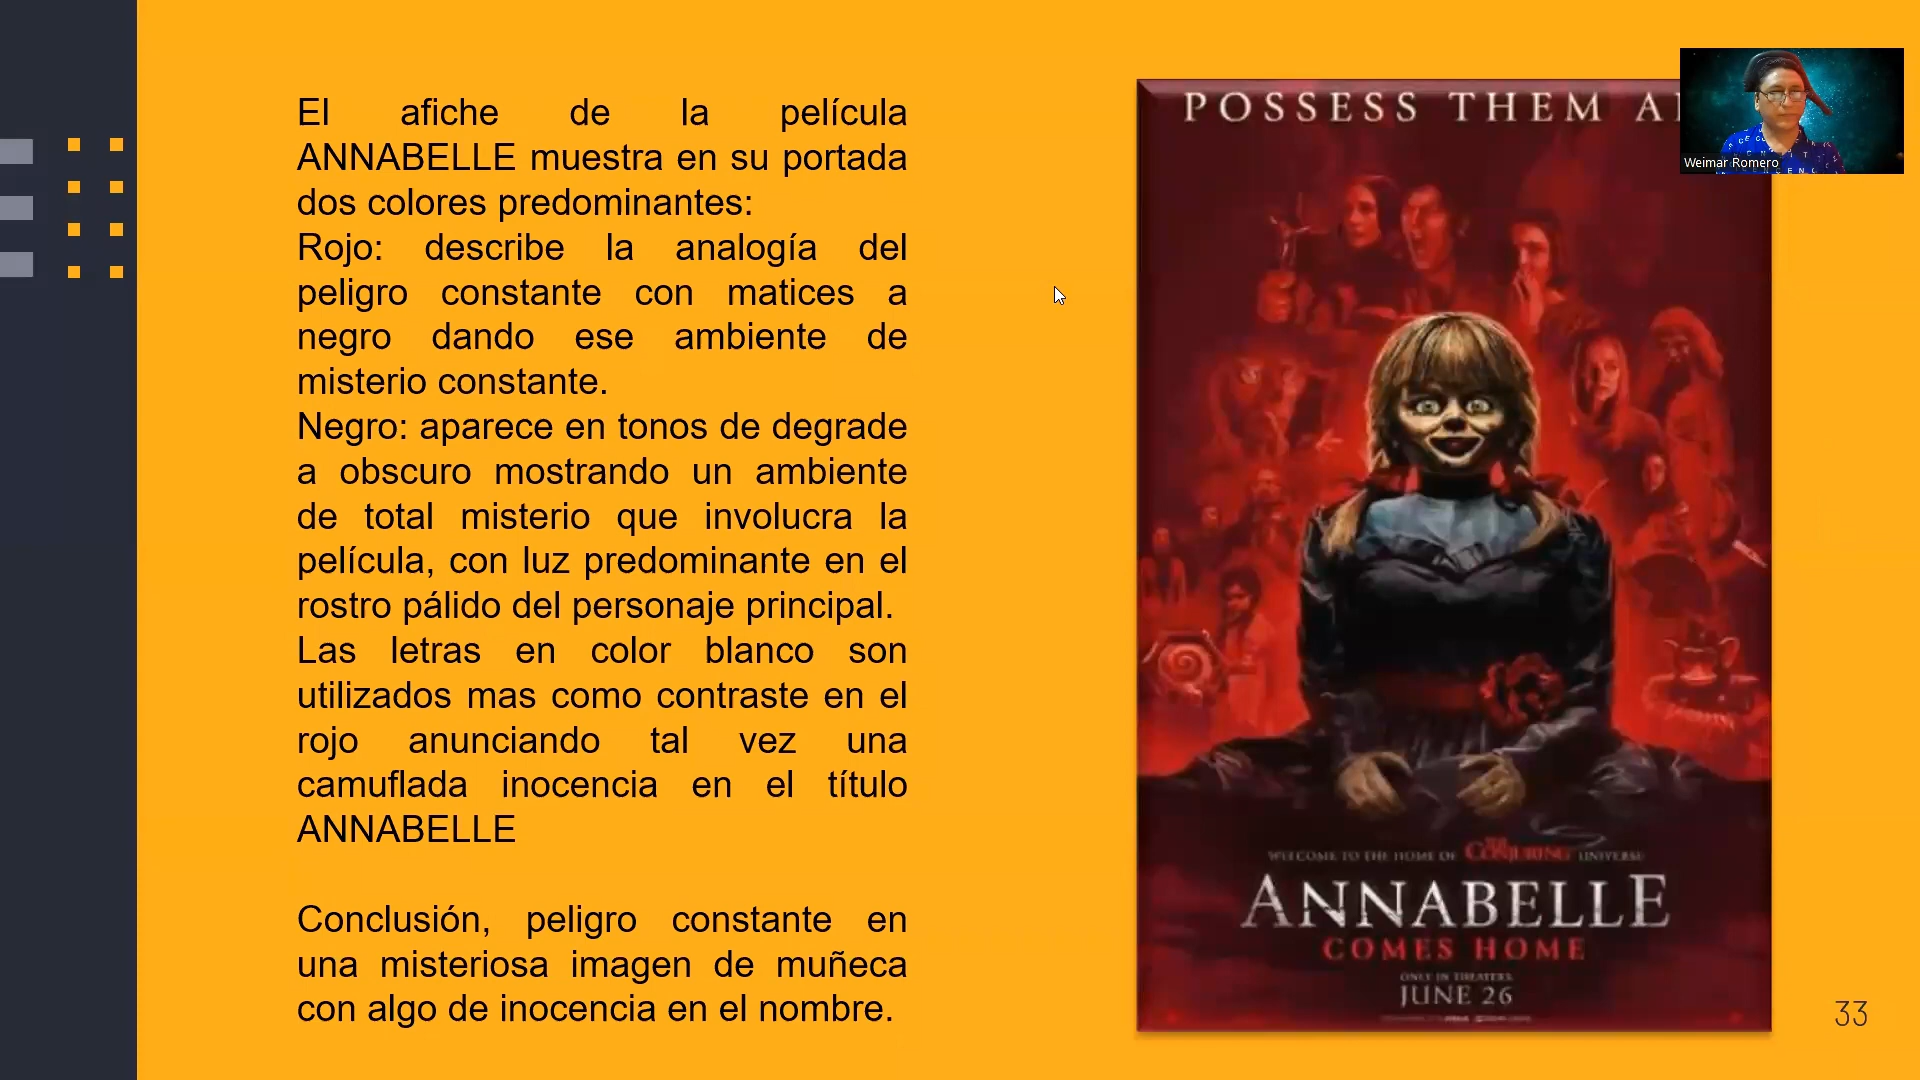 El afiche de la película
ANNABELLE muestra en su portada
dos colores predominantes:
Rojo: describe la analogía del
peligro constante con matices a
negro dando ese ambiente de
misterio constante.
Negro: aparece en tonos de degrade
a obscuro mostrando un ambiente
de total misterio que involucra la
película, con luz predominante en el
rostro pálido del personaje principal.
Las letras en color blanco son
utilizados mas como contraste en el
rojo anunciando tal vez una
camuflada inocencia en el título
ANNABELLE
Conclusión, peligro constante en
una misteriosa imagen de muñeca
con algo de inocencia en el nombre.
POSSESS THEM
Weimar Romero
WELCOME TO THE HOME OF THE CONJURING UNIVERSE
ANNABELLE
COMES HOME
ONLY IN THEATERS
JUNE 26
33